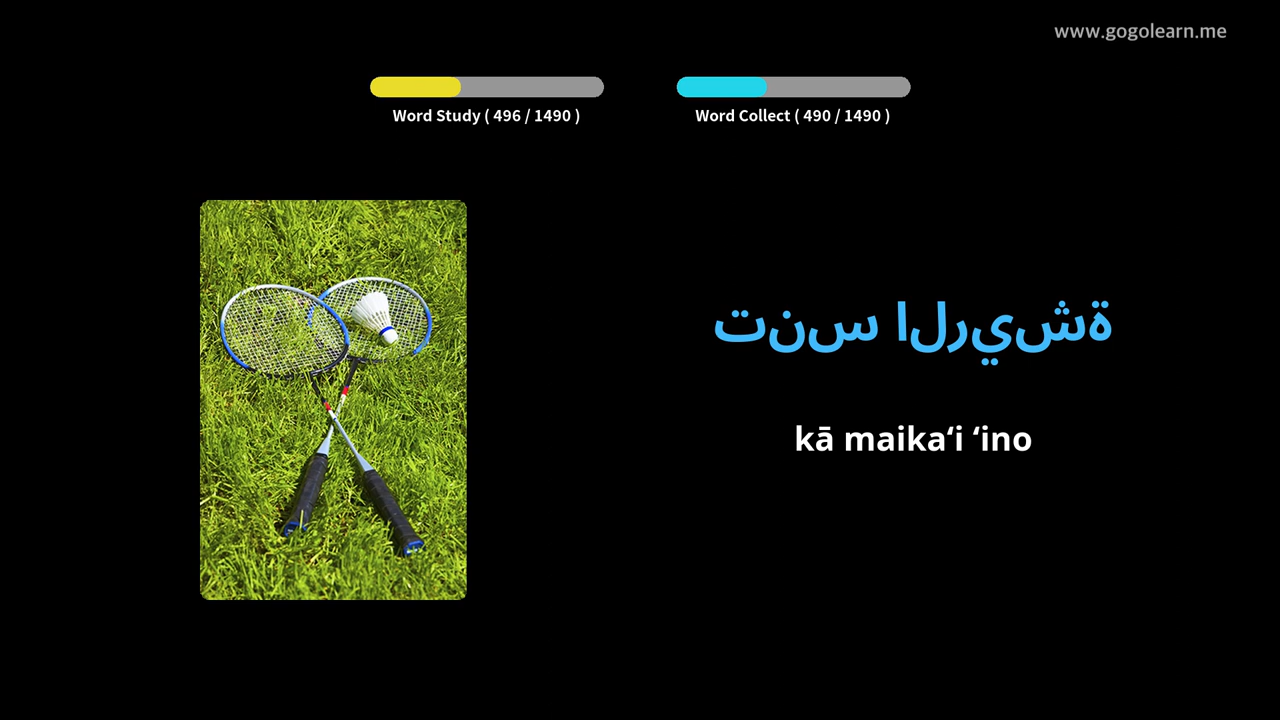 www.gogolearn.me
Word Study ( 496 / 1490 )
Word Collect ( 490 / 1490 )
تنس الريشة
kā maikaʻi ʻino